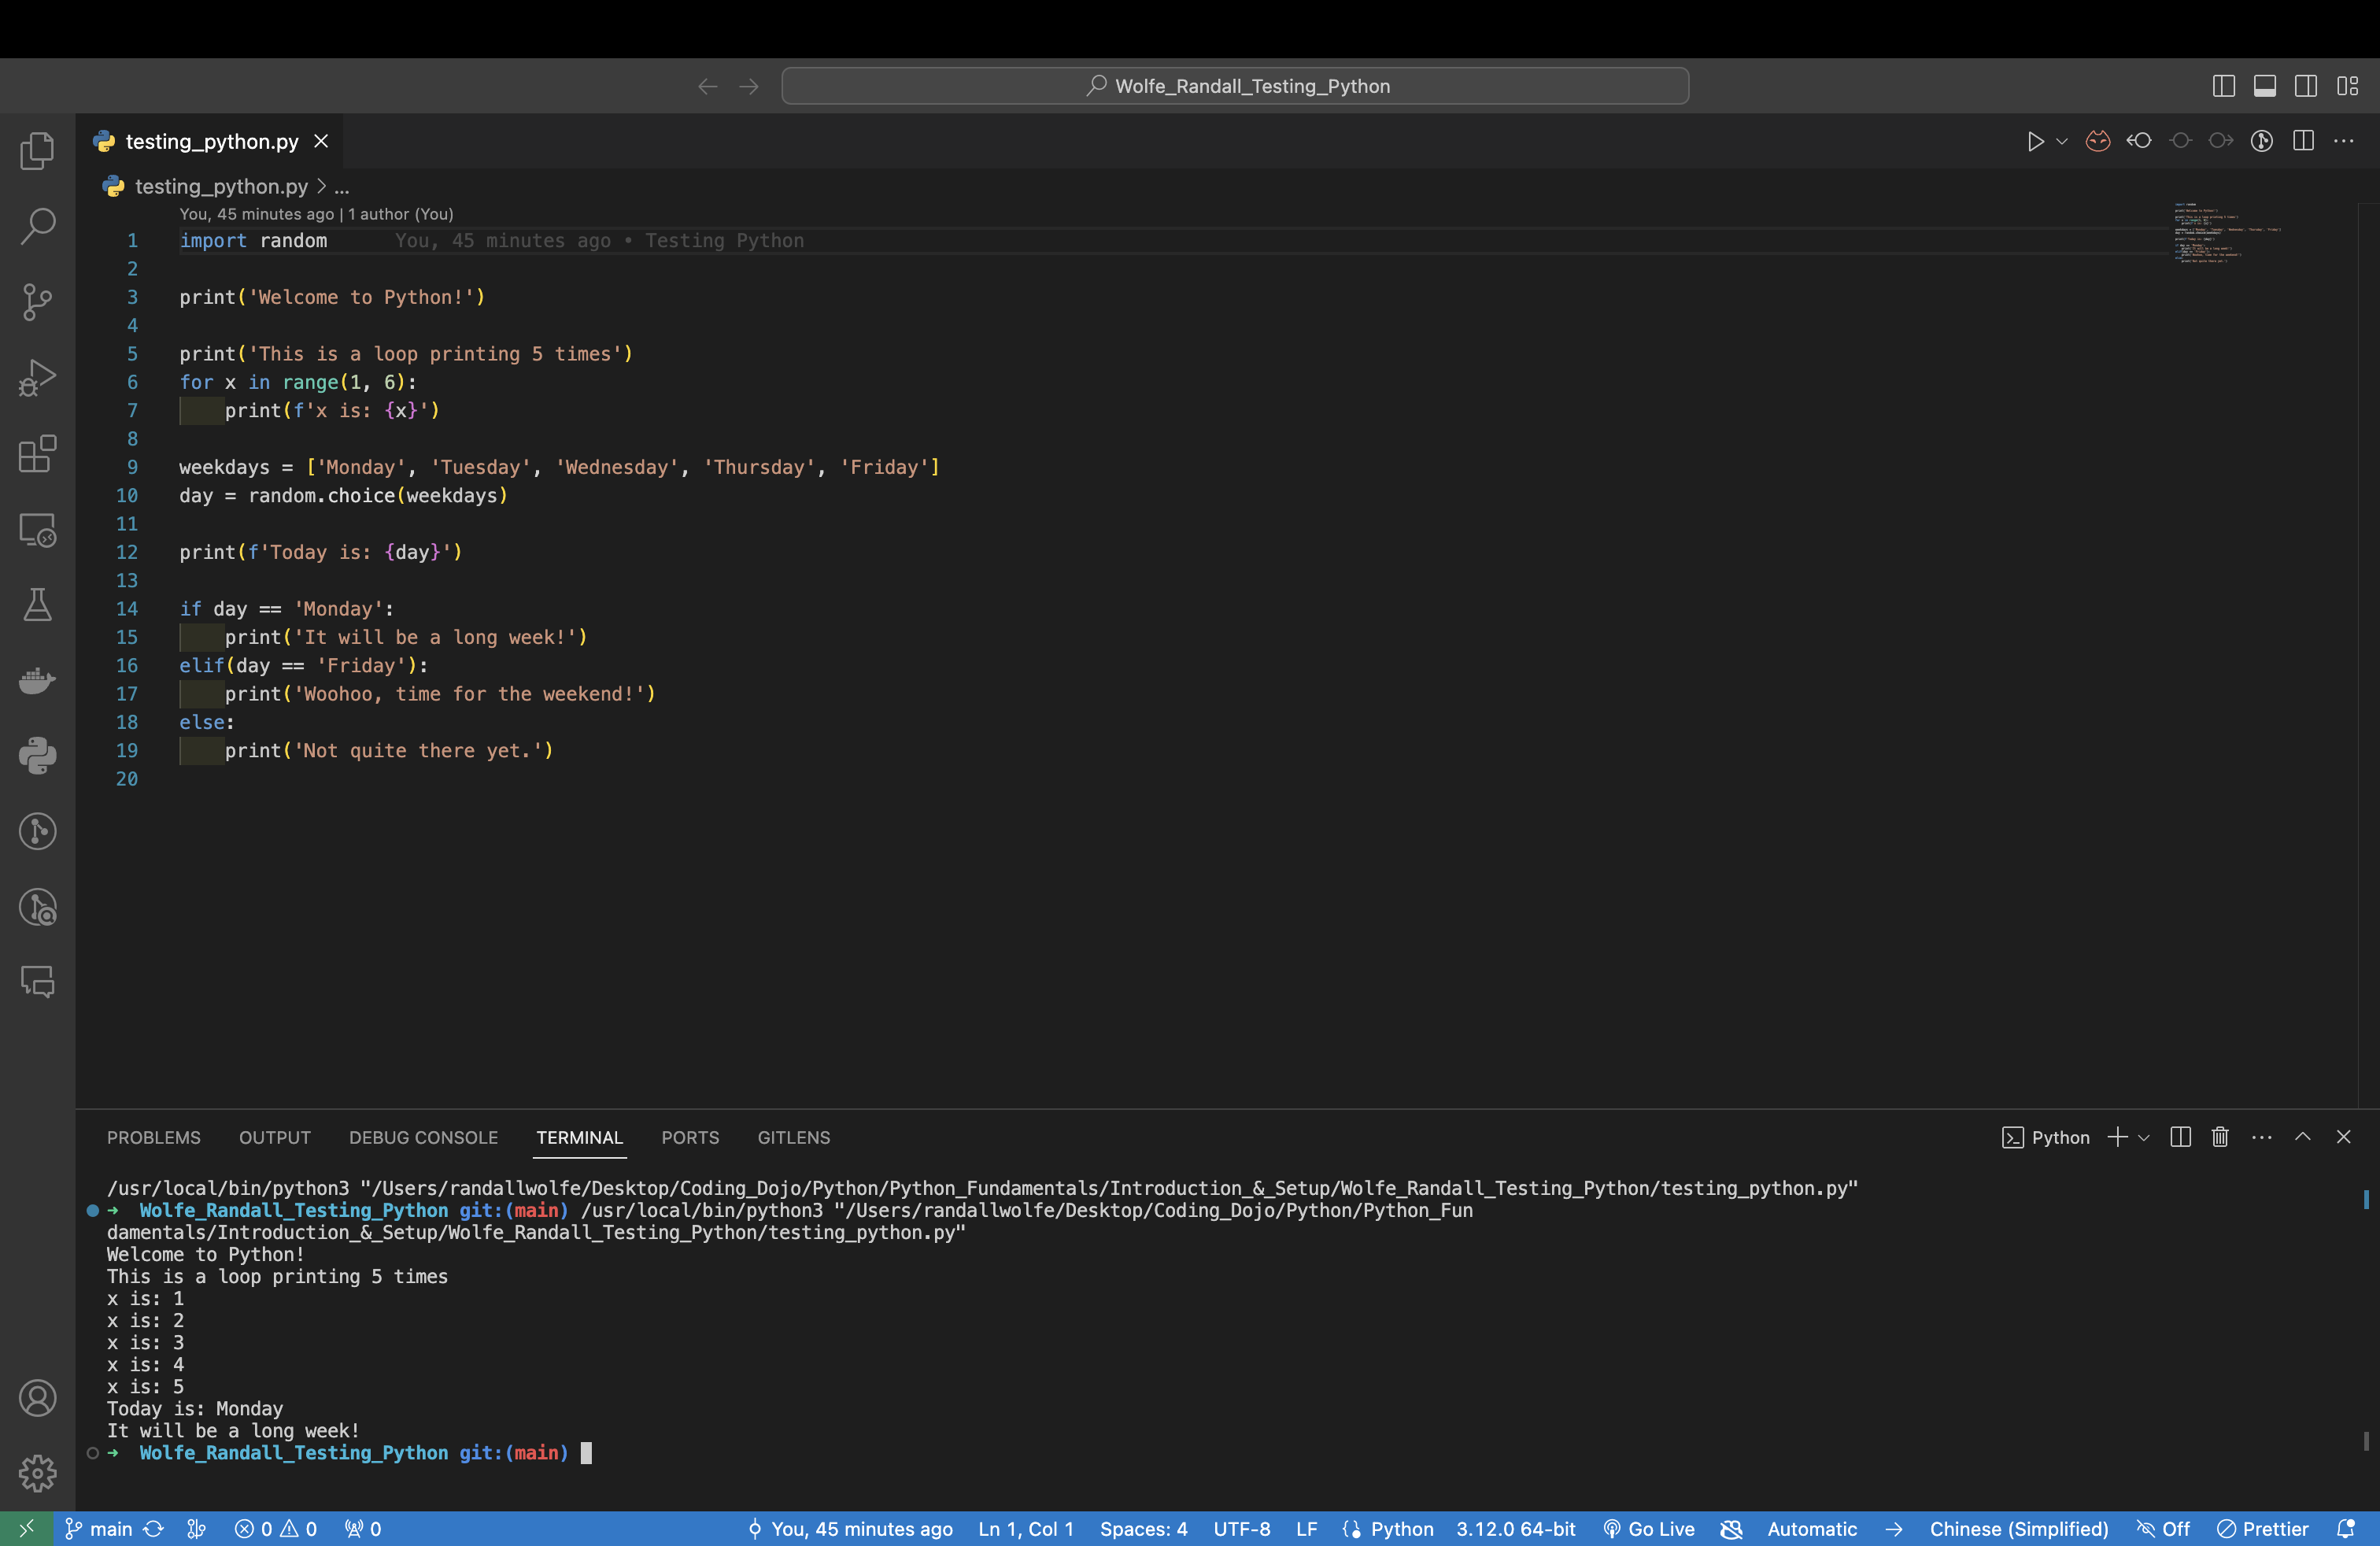 Wolfe_Randall_Testing_Python
testing_python.py
testing_python.py > ...
You, 45 minutes ago | 1 author (You)
1 import random You, 45 minutes ago • Testing Python
2
3 print('Welcome to Python!')
4
5 print('This is a loop printing 5 times')
6 for x in range(1, 6):
7     print(f'x is: {x}')
8
9 weekdays = ['Monday', 'Tuesday', 'Wednesday', 'Thursday', 'Friday']
10 day = random.choice(weekdays)
11
12 print(f'Today is: {day}')
13
14 if day == 'Monday':
15     print('It will be a long week!')
16 elif(day == 'Friday'):
17     print('Woohoo, time for the weekend!')
18 else:
19     print('Not quite there yet.')
20
PROBLEMS OUTPUT DEBUG CONSOLE TERMINAL PORTS GITLENS Python
/usr/local/bin/python3 "/Users/randallwolfe/Desktop/Coding_Dojo/Python/Python_Fundamentals/Introduction_&_Setup/Wolfe_Randall_Testing_Python/testing_python.py"
➜ Wolfe_Randall_Testing_Python git:(main) /usr/local/bin/python3 "/Users/randallwolfe/Desktop/Coding_Dojo/Python/Python_Fun
damentals/Introduction_&_Setup/Wolfe_Randall_Testing_Python/testing_python.py"
Welcome to Python!
This is a loop printing 5 times
x is: 1
x is: 2
x is: 3
x is: 4
x is: 5
Today is: Monday
It will be a long week!
➜ Wolfe_Randall_Testing_Python git:(main)
main 0 0 0 You, 45 minutes ago Ln 1, Col 1 Spaces: 4 UTF-8 LF Python 3.12.0 64-bit Go Live Automatic → Chinese (Simplified) Off Prettier